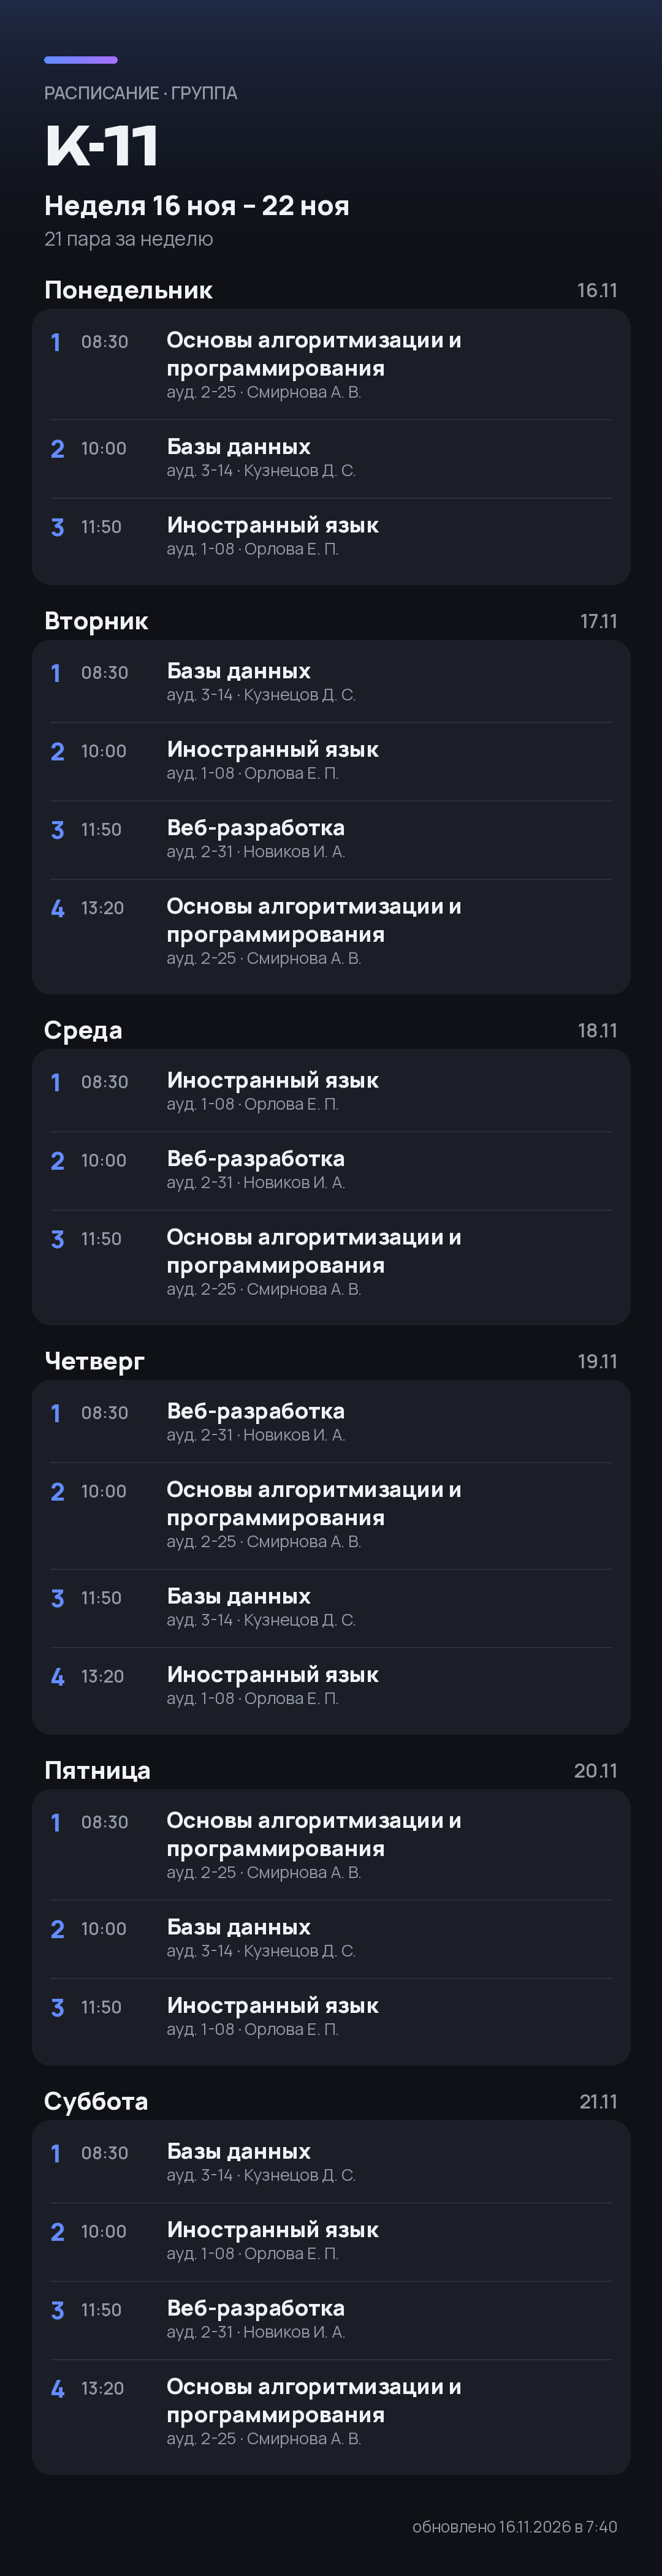 РАСПИСАНИЕ · ГРУППА
К-11
Неделя 16 ноя – 22 ноя
21 пара за неделю
Понедельник 16.11
1 08:30 Основы алгоритмизации и
программирования
ауд. 2-25 · Смирнова А. В.
2 10:00 Базы данных
ауд. 3-14 · Кузнецов Д. С.
3 11:50 Иностранный язык
ауд. 1-08 · Орлова Е. П.
Вторник 17.11
1 08:30 Базы данных
ауд. 3-14 · Кузнецов Д. С.
2 10:00 Иностранный язык
ауд. 1-08 · Орлова Е. П.
3 11:50 Веб-разработка
ауд. 2-31 · Новиков И. А.
4 13:20 Основы алгоритмизации и
программирования
ауд. 2-25 · Смирнова А. В.
Среда 18.11
1 08:30 Иностранный язык
ауд. 1-08 · Орлова Е. П.
2 10:00 Веб-разработка
ауд. 2-31 · Новиков И. А.
3 11:50 Основы алгоритмизации и
программирования
ауд. 2-25 · Смирнова А. В.
Четверг 19.11
1 08:30 Веб-разработка
ауд. 2-31 · Новиков И. А.
2 10:00 Основы алгоритмизации и
программирования
ауд. 2-25 · Смирнова А. В.
3 11:50 Базы данных
ауд. 3-14 · Кузнецов Д. С.
4 13:20 Иностранный язык
ауд. 1-08 · Орлова Е. П.
Пятница 20.11
1 08:30 Основы алгоритмизации и
программирования
ауд. 2-25 · Смирнова А. В.
2 10:00 Базы данных
ауд. 3-14 · Кузнецов Д. С.
3 11:50 Иностранный язык
ауд. 1-08 · Орлова Е. П.
Суббота 21.11
1 08:30 Базы данных
ауд. 3-14 · Кузнецов Д. С.
2 10:00 Иностранный язык
ауд. 1-08 · Орлова Е. П.
3 11:50 Веб-разработка
ауд. 2-31 · Новиков И. А.
4 13:20 Основы алгоритмизации и
программирования
ауд. 2-25 · Смирнова А. В.
обновлено 16.11.2026 в 7:40